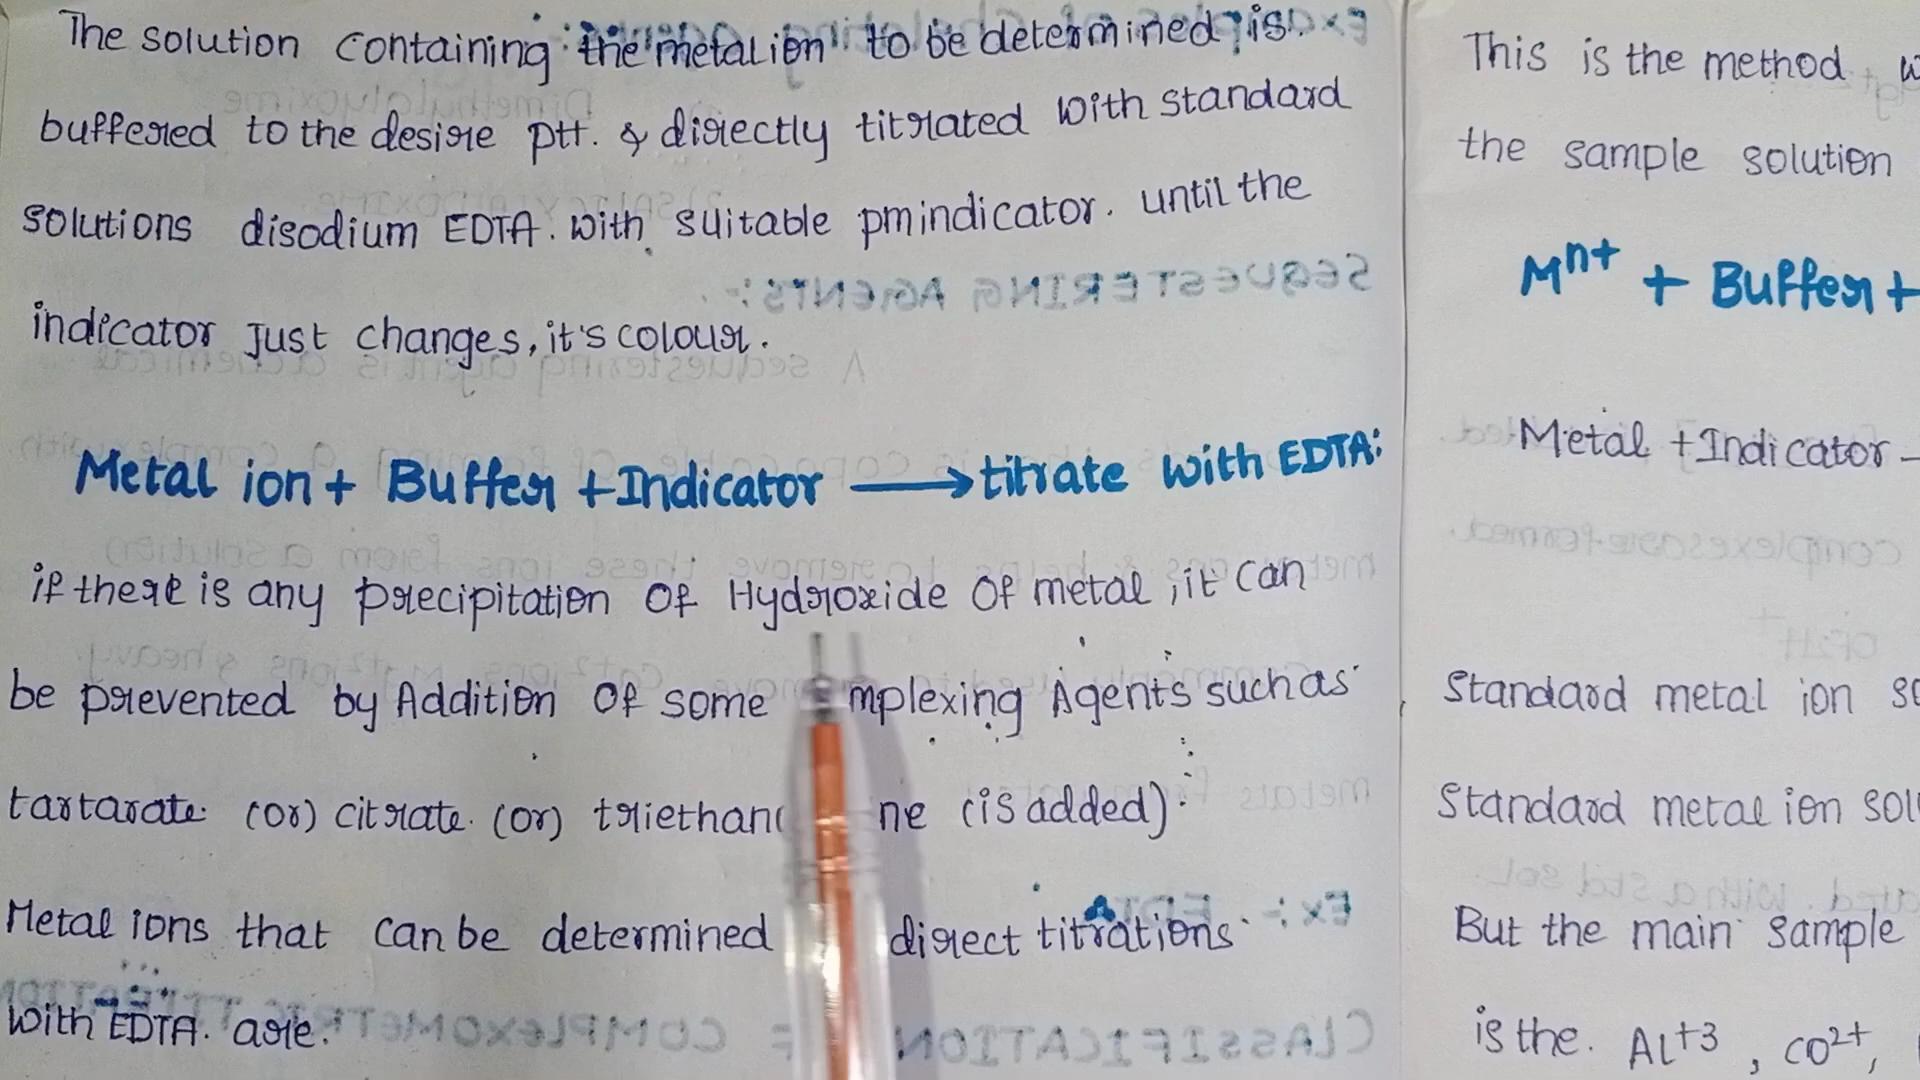 The solution containing the metal ion to be determined is.
buffered to the desire pH. & directly titrated with standard
solutions disodium EDTA. with suitable pmindicator. until the
indicator Just changes, it's colour.
Metal ion + Buffer + Indicator ⟶ titrate with EDTA:
if there is any precipitation of Hydroxide of metal, it can
be prevented by Addition of some mplexing Agents such as
tartarate. (or) citrate. (or) triethan ne (is added).
Metal ions that can be determined direct titrations.
with EDTA. are.
This is the method
the sample solution
Mⁿ⁺ + Buffer +
Metal + Indicator
Standard metal ion
Standard metal ion sol
But the main sample
is the. Al⁺³, CO²⁺,